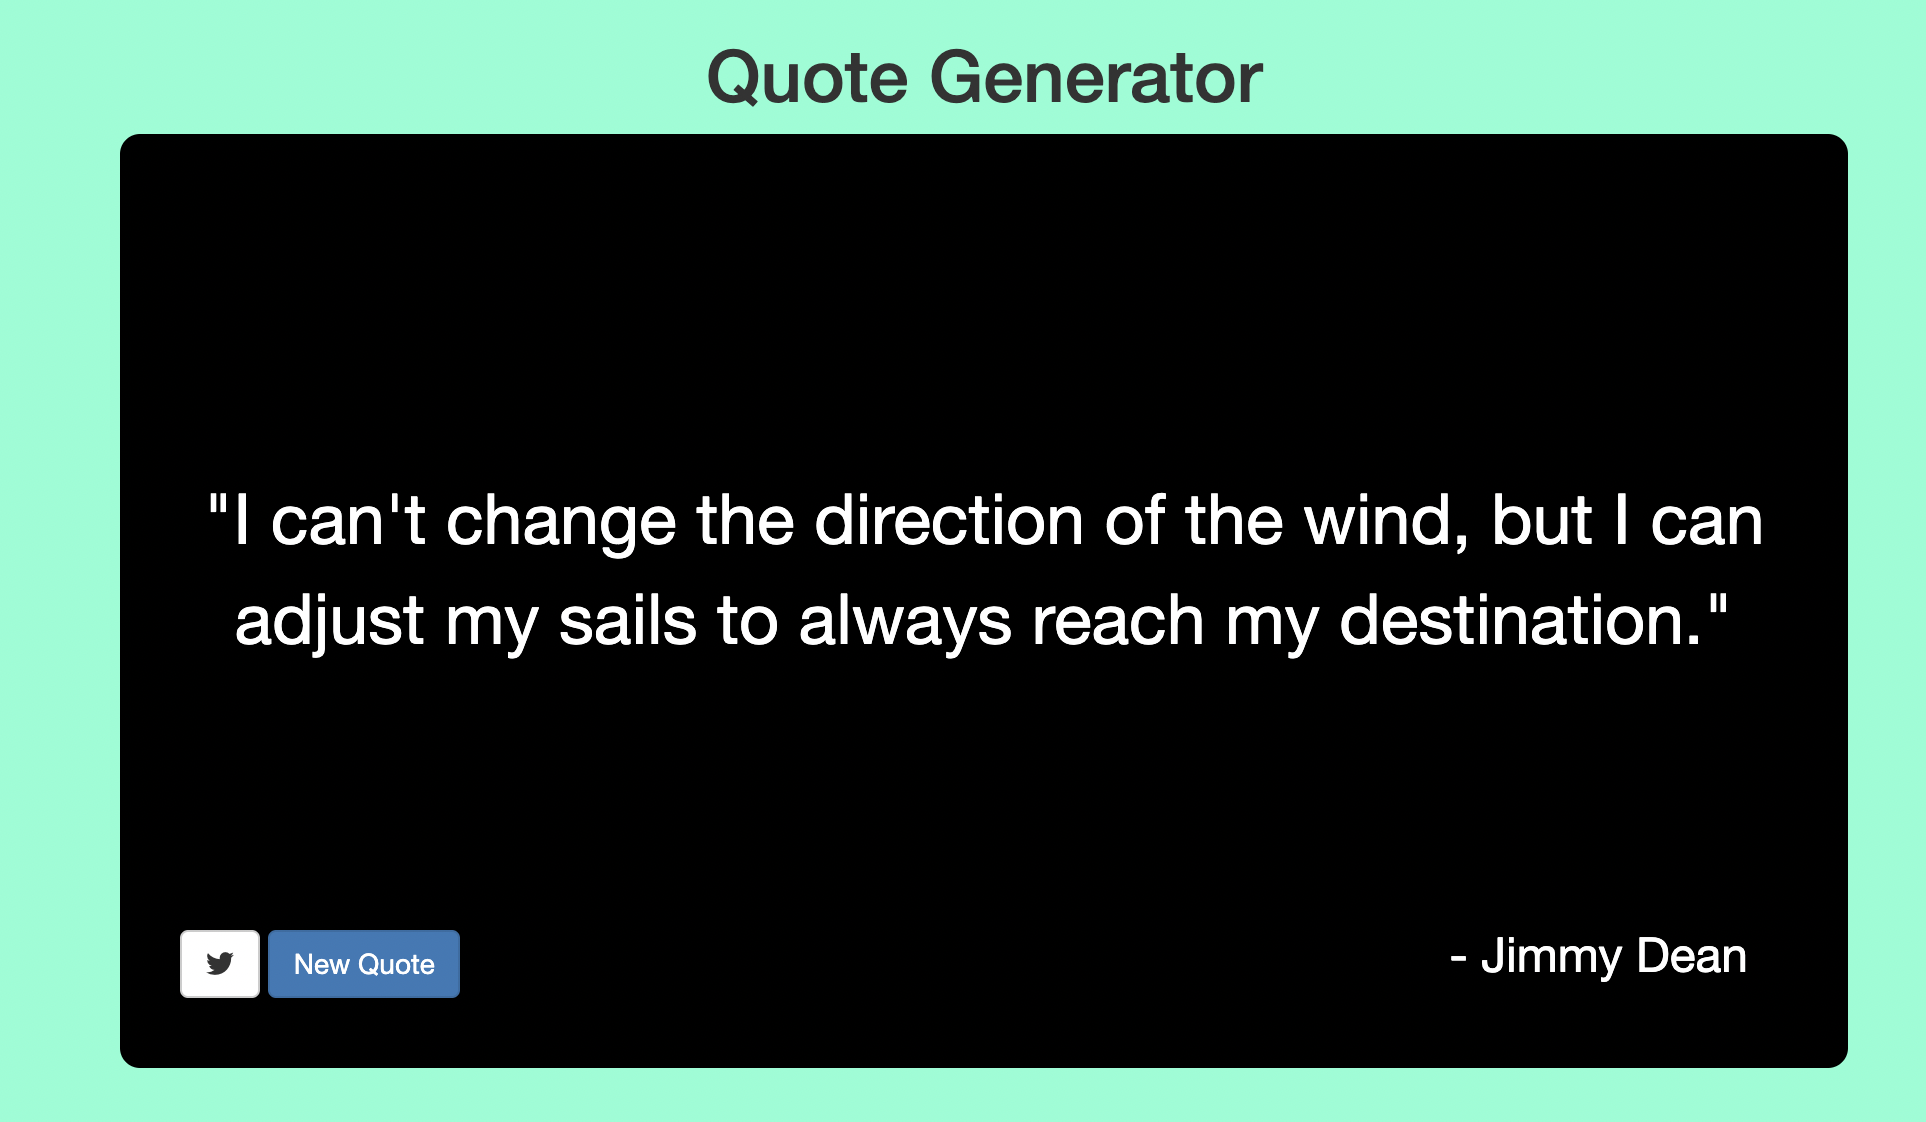 Quote Generator
"I can't change the direction of the wind, but I can
adjust my sails to always reach my destination."
New Quote
- Jimmy Dean